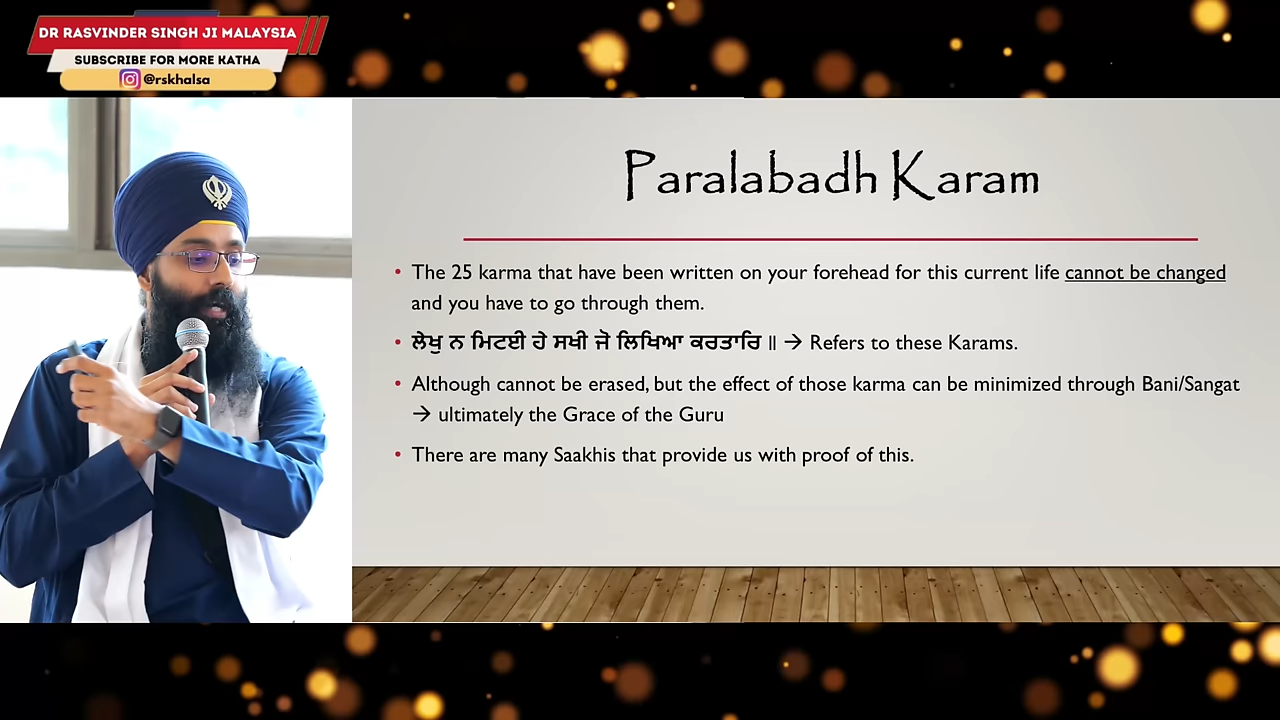 DR RASVINDER SINGH JI MALAYSIA
SUBSCRIBE FOR MORE KATHA
@rskhalsa
Paralabadh Karam
• The 25 karma that have been written on your forehead for this current life cannot be changed
and you have to go through them.
• ਲੇਖੁ ਨ ਮਿਟਈ ਹੇ ਸਖੀ ਜੋ ਲਿਖਿਆ ਕਰਤਾਰਿ ॥ → Refers to these Karams.
• Although cannot be erased, but the effect of those karma can be minimized through Bani/Sangat
→ ultimately the Grace of the Guru
• There are many Saakhis that provide us with proof of this.